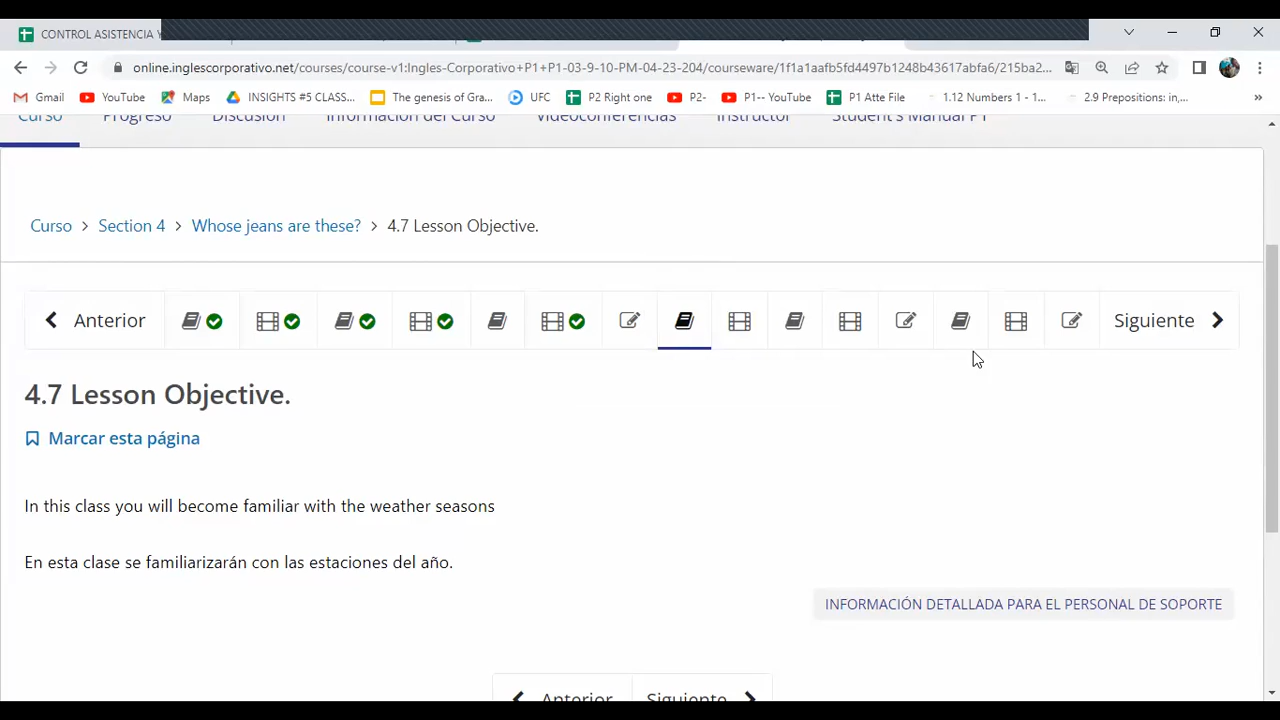 CONTROL ASISTENCIA Y
online.inglescorporativo.net/courses/course-v1:Ingles-Corporativo+P1+P1-03-9-10-PM-04-23-204/courseware/1f1a1aafb5fd4497b1248b43617abfa6/215ba2...
Gmail YouTube Maps INSIGHTS #5 CLASS... The genesis of Gra... UFC P2 Right one P2- P1-- YouTube P1 Atte File 1.12 Numbers 1 - 1... 2.9 Prepositions: in,... »
Curso Progreso Discusión Información del Curso Videoconferencias Instructor Student's Manual P1
Curso > Section 4 > Whose jeans are these? > 4.7 Lesson Objective.
Anterior Siguiente
4.7 Lesson Objective.
Marcar esta página
In this class you will become familiar with the weather seasons
En esta clase se familiarizarán con las estaciones del año.
INFORMACIÓN DETALLADA PARA EL PERSONAL DE SOPORTE
Anterior Siguiente